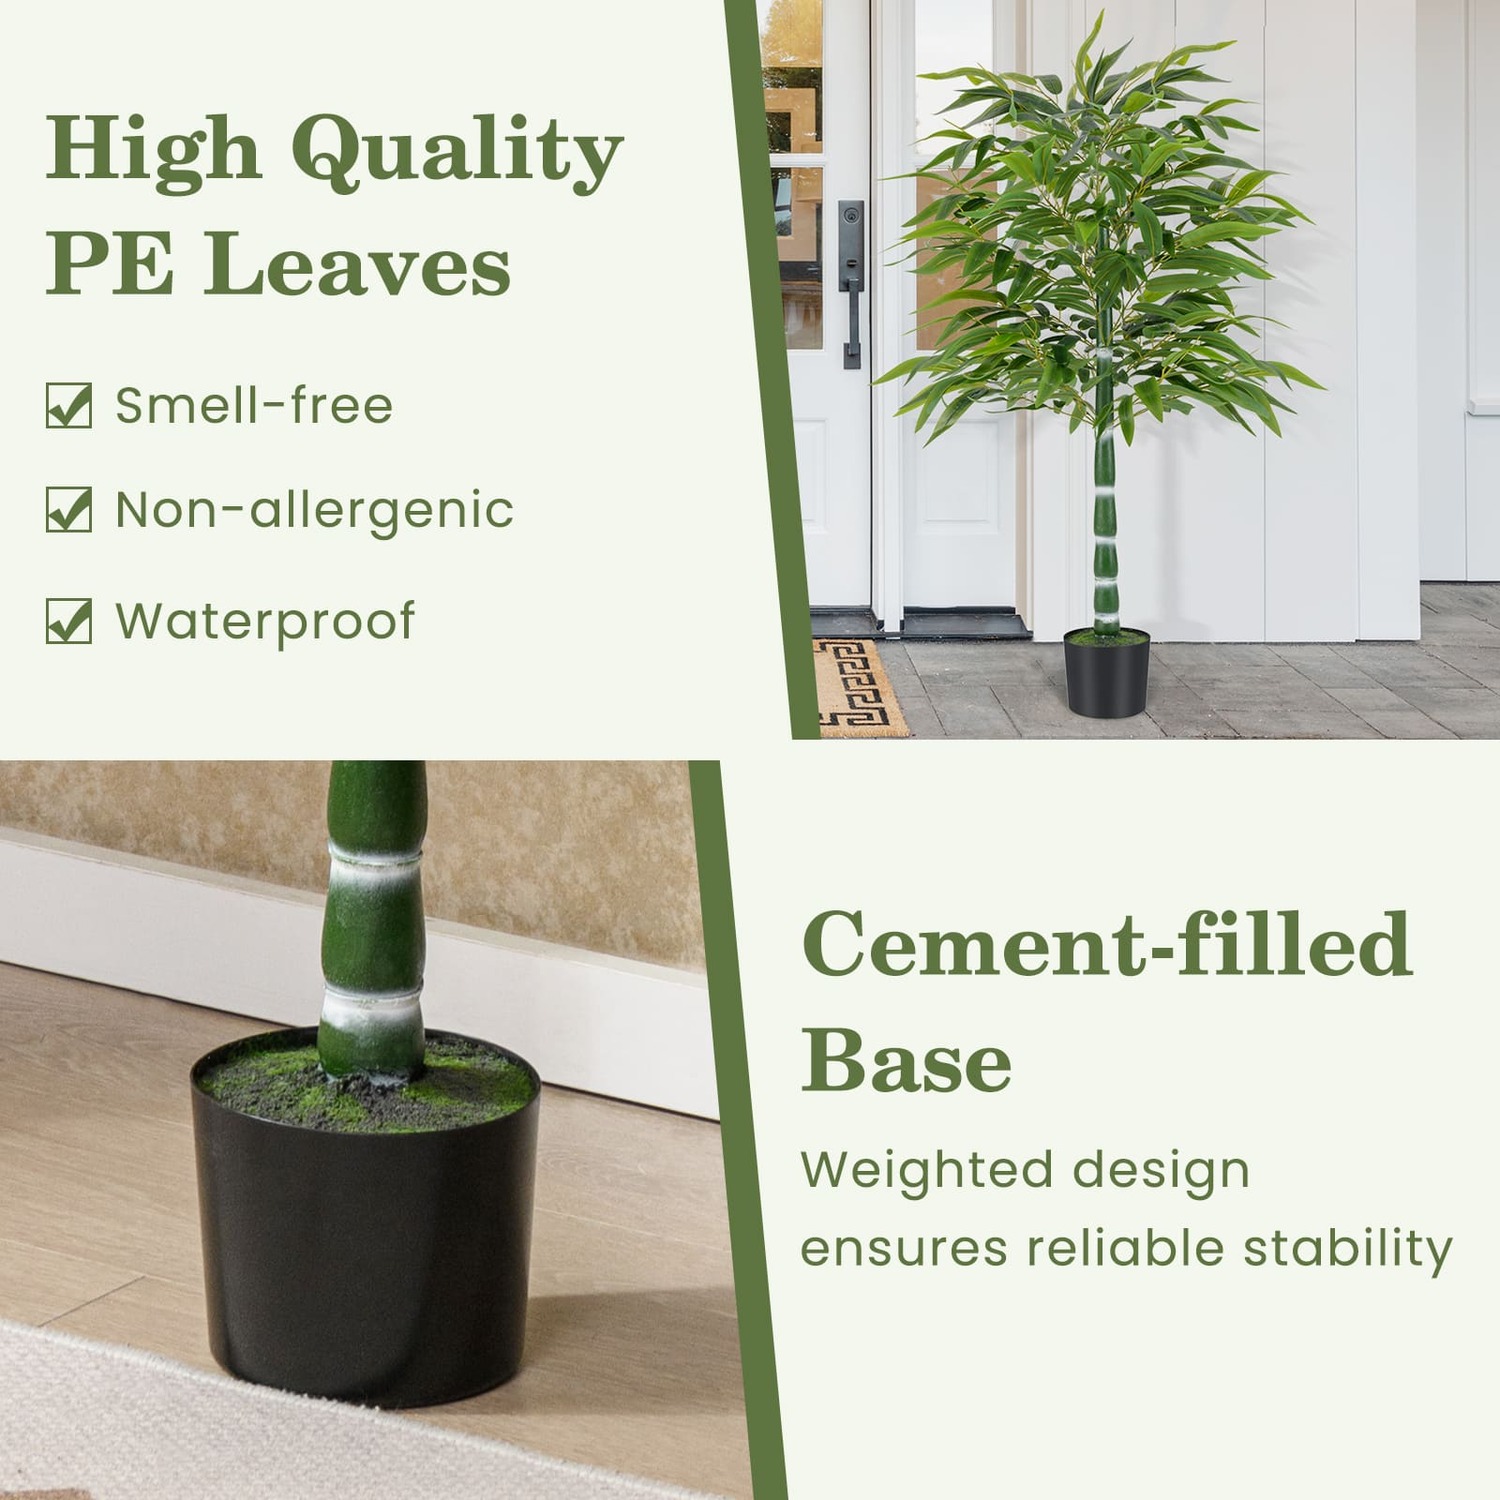 High Quality
PE Leaves
Smell-free
Non-allergenic
Waterproof
Cement-filled
Base
Weighted design
ensures reliable stability